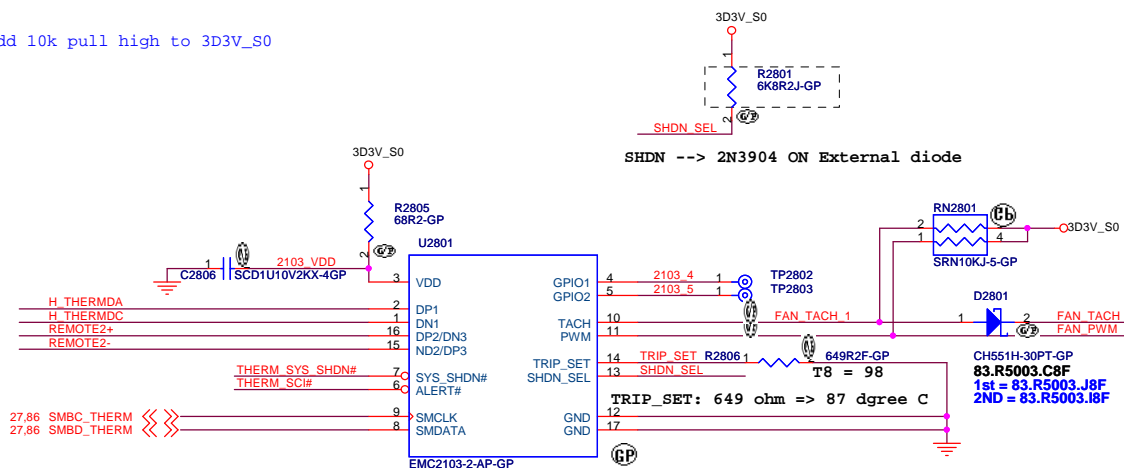 dd 10k pull high to 3D3V_S0
3D3V_S0
1
R2801
6K8R2J-GP
2
G/P
SHDN_SEL
SHDN --> 2N3904 ON External diode
3D3V_S0
1
R2805
68R2-GP
2
G/P
U2801
1
2103_VDD
C2806
SCD1U10V2KX-4GP
3
VDD
H_THERMDA
2
DP1
H_THERMDC
1
DN1
REMOTE2+
16
DP2/DN3
REMOTE2-
15
ND2/DP3
THERM_SYS_SHDN#
7
SYS_SHDN#
THERM_SCI#
6
ALERT#
27,86 SMBC_THERM
9
SMCLK
27,86 SMBD_THERM
8
SMDATA
EMC2103-2-AP-GP
GPIO1
4
2103_4
1
TP2802
GPIO2
5
2103_5
1
TP2803
TACH
10
FAN_TACH_1
PWM
11
TRIP_SET
14
TRIP_SET
R2806
1
649R2F-GP
SHDN_SEL
13
SHDN_SEL
T8 = 98
TRIP_SET: 649 ohm => 87 dgree C
GND
12
GND
17
GP
RN2801
2
1
4
3D3V_S0
SRN10KJ-5-GP
D2801
1
2
FAN_TACH
G/P
FAN_PWM
CH551H-30PT-GP
83.R5003.C8F
1st = 83.R5003.J8F
2ND = 83.R5003.I8F